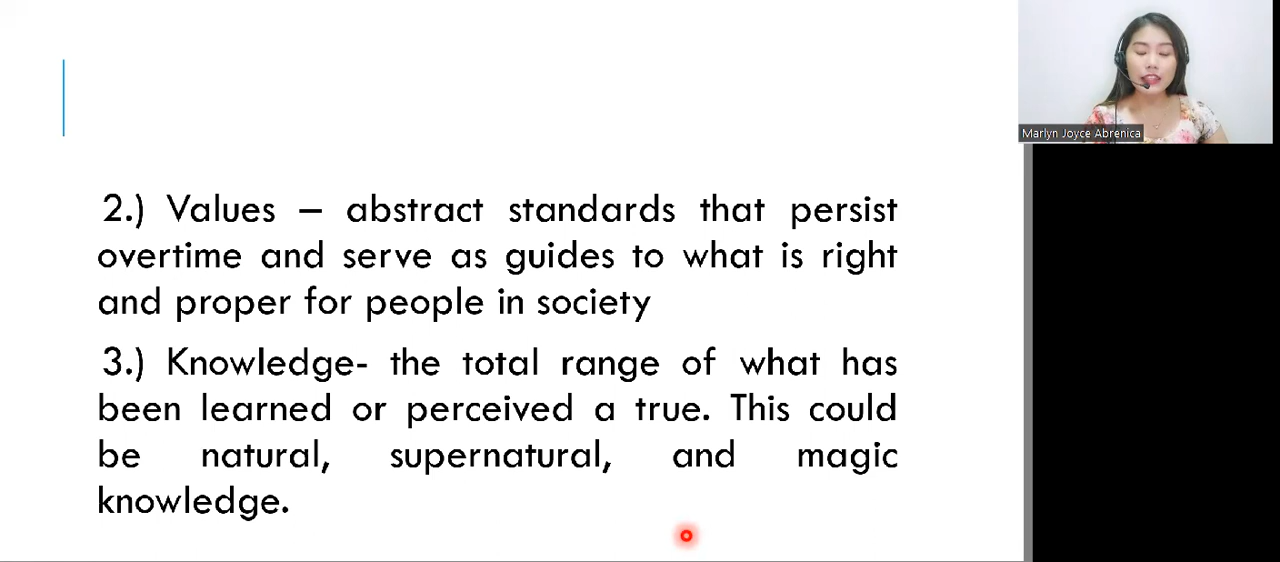 Marlyn Joyce Abrenica
2.) Values – abstract standards that persist
overtime and serve as guides to what is right
and proper for people in society
3.) Knowledge- the total range of what has
been learned or perceived a true. This could
be natural, supernatural, and magic
knowledge.